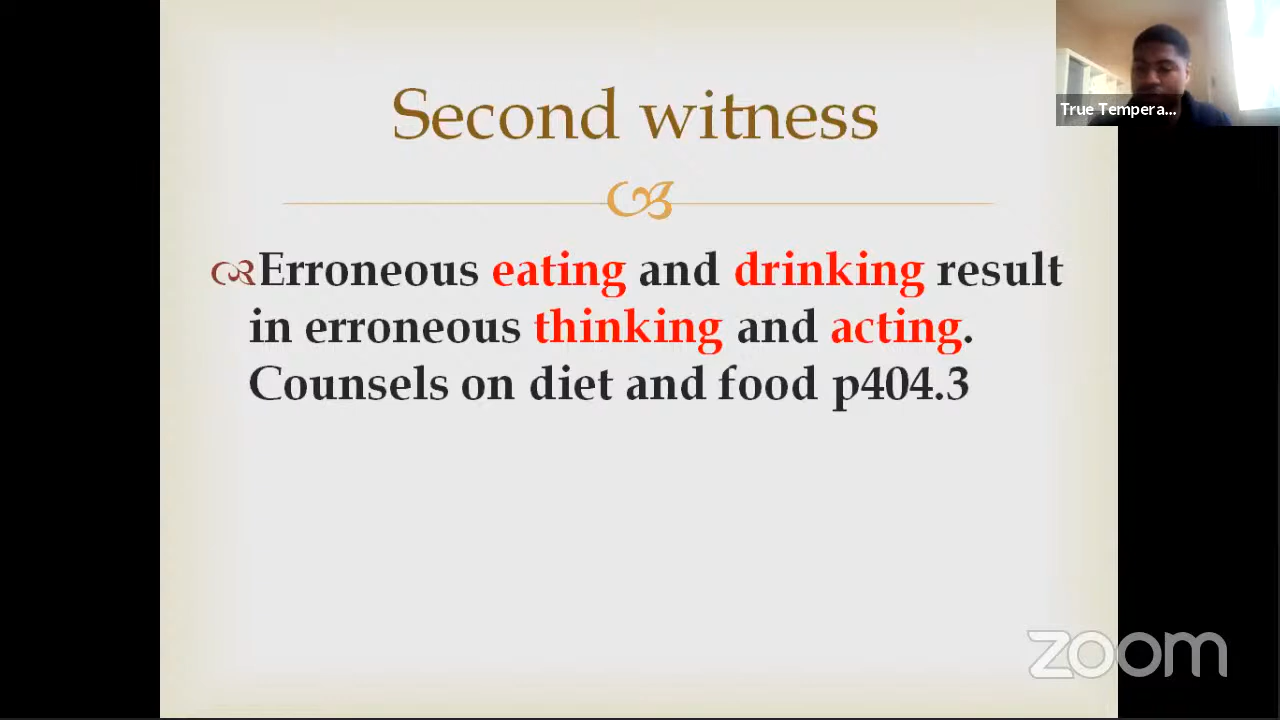 Second witness
True Tempera...
Erroneous eating and drinking result
in erroneous thinking and acting.
Counsels on diet and food p404.3
zoom